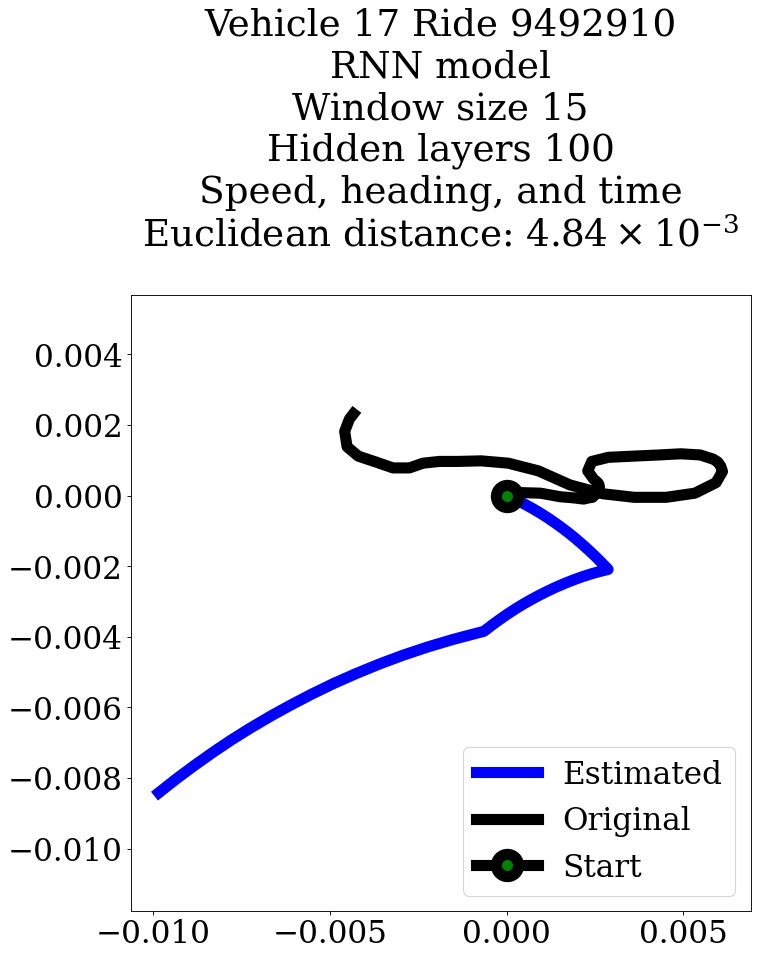 Vehicle 17 Ride 9492910
RNN model
Window size 15
Hidden layers 100
Speed, heading, and time
Euclidean distance: 4.84 × 10⁻³
0.004
0.002
0.000
−0.002
−0.004
−0.006
−0.008
−0.010
Estimated
Original
Start
−0.010 −0.005 0.000 0.005